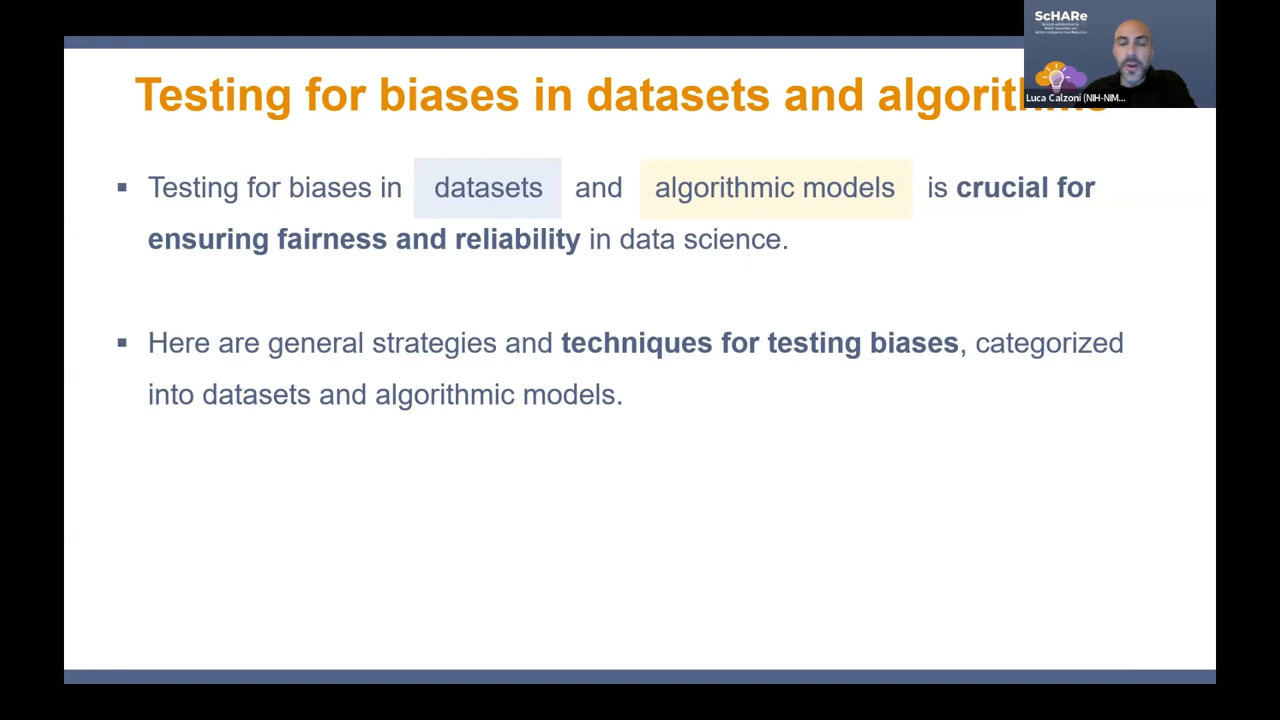 ScHARe
Testing for biases in datasets and
Luca Calzoni (NIH-NIM...
▪ Testing for biases in datasets and algorithmic models is crucial for
ensuring fairness and reliability in data science.
▪ Here are general strategies and techniques for testing biases, categorized
into datasets and algorithmic models.